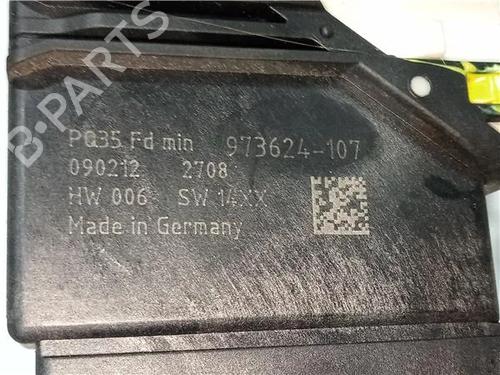 B-PARTS
PQ35 Fd min 973624-107
090212 2708
HW 006 SW 14XX
Made in Germany